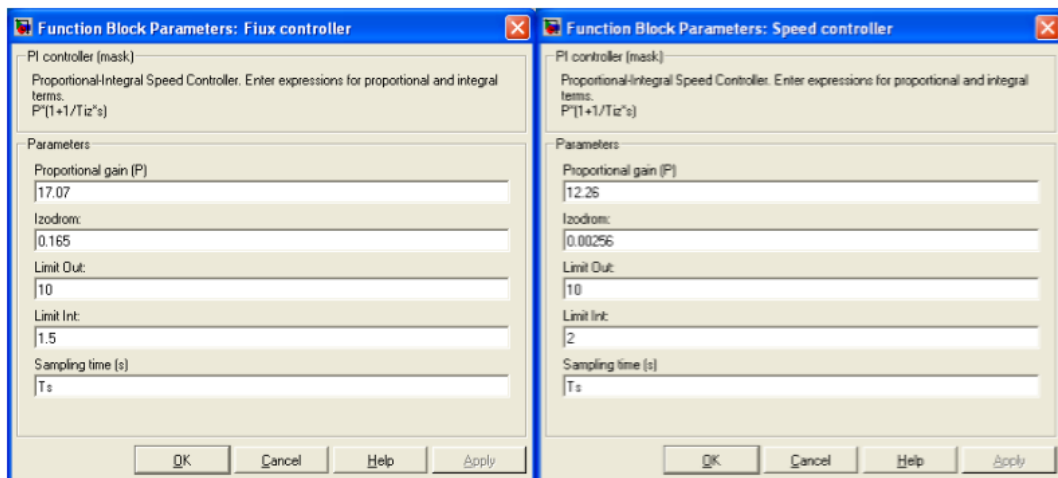 Function Block Parameters: Fiux controller
PI controller (mask)
Proportional-Integral Speed Controller. Enter expressions for proportional and integral
terms.
P*(1+1/Tiz*s)
Parameters
Proportional gain (P)
17.07
Izodrom:
0.165
Limit Out:
10
Limit Int:
1.5
Sampling time (s)
Ts
OK Cancel Help Apply
Function Block Parameters: Speed controller
PI controller (mask)
Proportional-Integral Speed Controller. Enter expressions for proportional and integral
terms.
P*(1+1/Tiz*s)
Parameters
Proportional gain (P)
12.26
Izodrom:
0.00256
Limit Out:
10
Limit Int:
2
Sampling time (s)
Ts
OK Cancel Help Apply